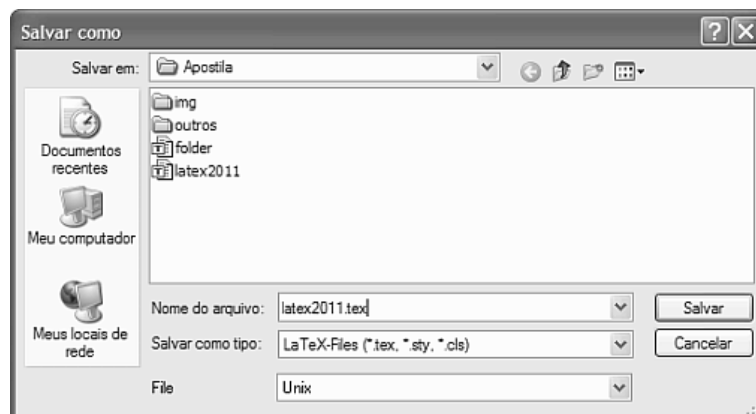 Salvar como
Salvar em: Apostila
img
outros
folder
latex2011
Documentos
recentes
Meu computador
Meus locais de
rede
Nome do arquivo: latex2011.tex Salvar
Salvar como tipo: LaTeX-Files (*.tex, *.sty, *.cls) Cancelar
File Unix